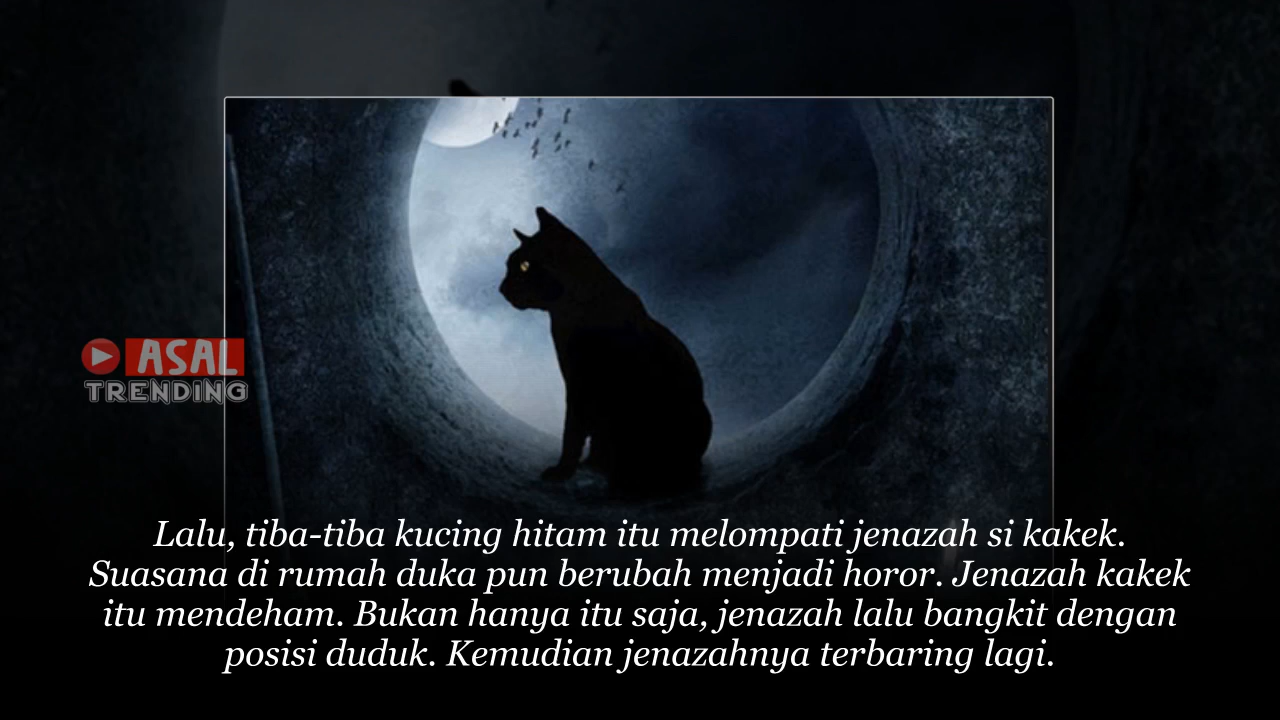 ASAL
TRENDING
Lalu, tiba-tiba kucing hitam itu melompati jenazah si kakek.
Suasana di rumah duka pun berubah menjadi horor. Jenazah kakek
itu mendeham. Bukan hanya itu saja, jenazah lalu bangkit dengan
posisi duduk. Kemudian jenazahnya terbaring lagi.